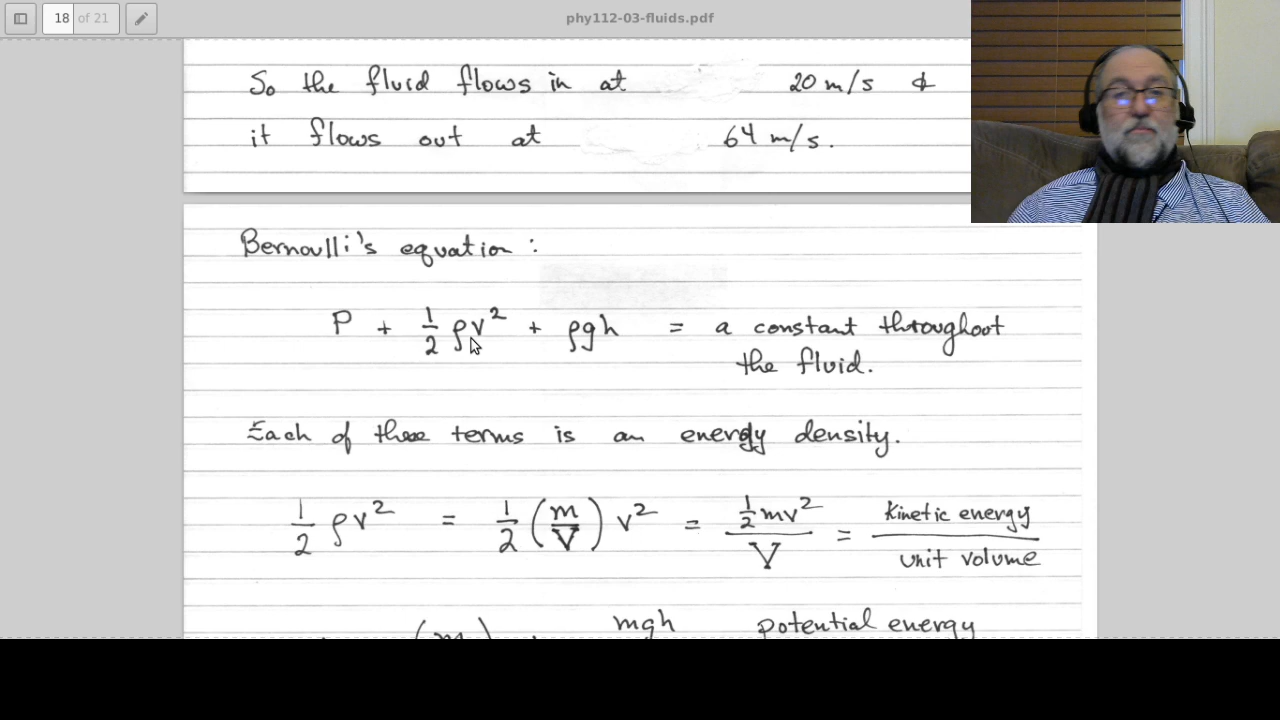 18 of 21
phy112-03-fluids.pdf
So the fluid flows in at 20 m/s &
it flows out at 64 m/s.
Bernoulli's equation :
P + 1/2 ρv² + ρgh = a constant throughout
the fluid.
Each of these terms is an energy density.
1/2 ρv² = 1/2 (m/V) v² = 1/2 mv² / V = kinetic energy / unit volume
mgh potential energy